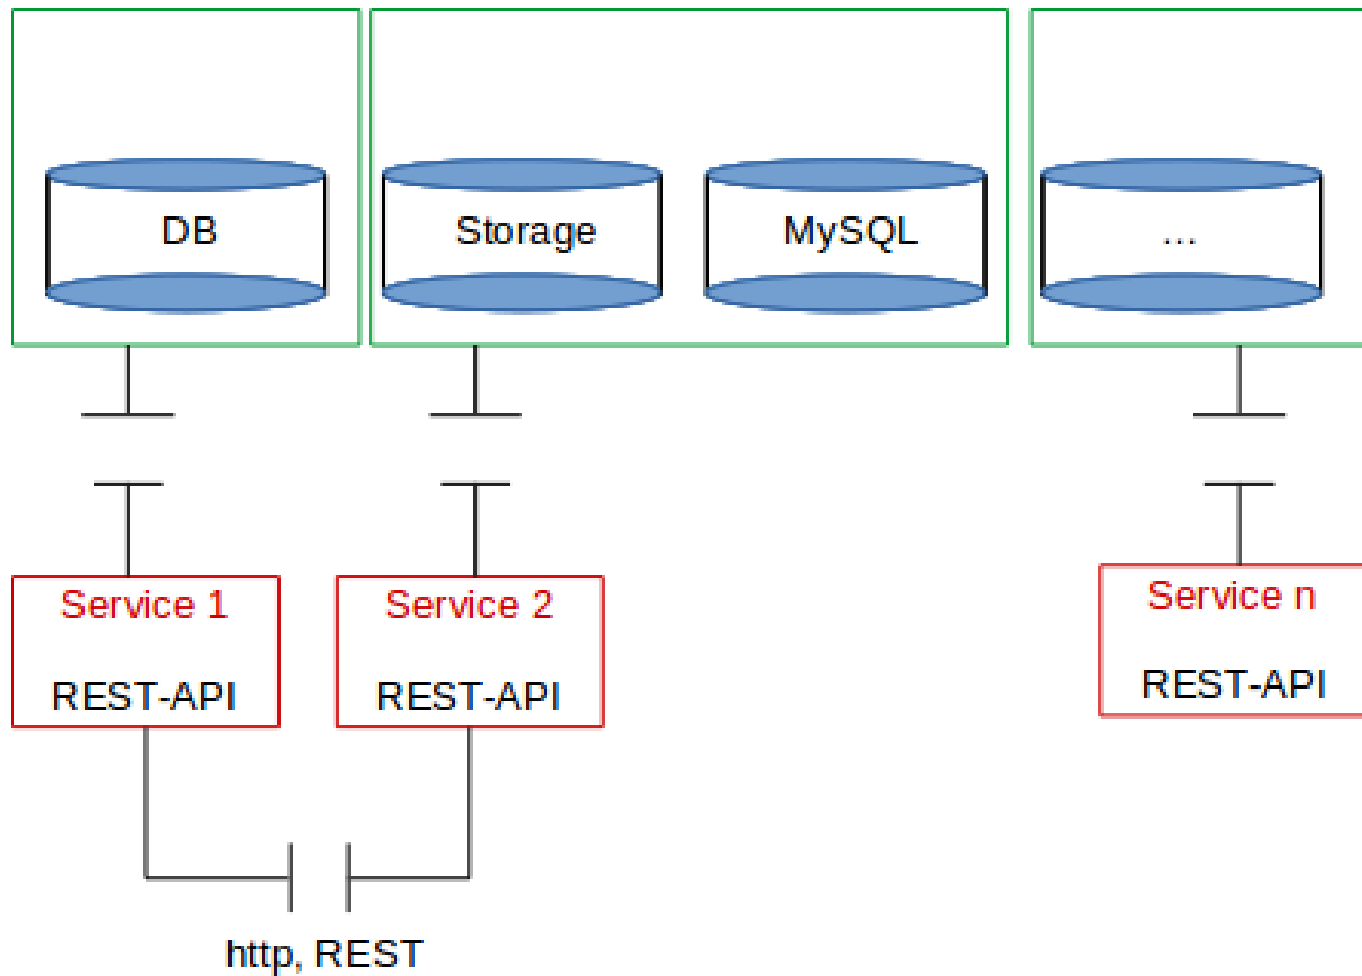 DB
Storage
MySQL
...
Service 1
REST-API
Service 2
REST-API
Service n
REST-API
http, REST